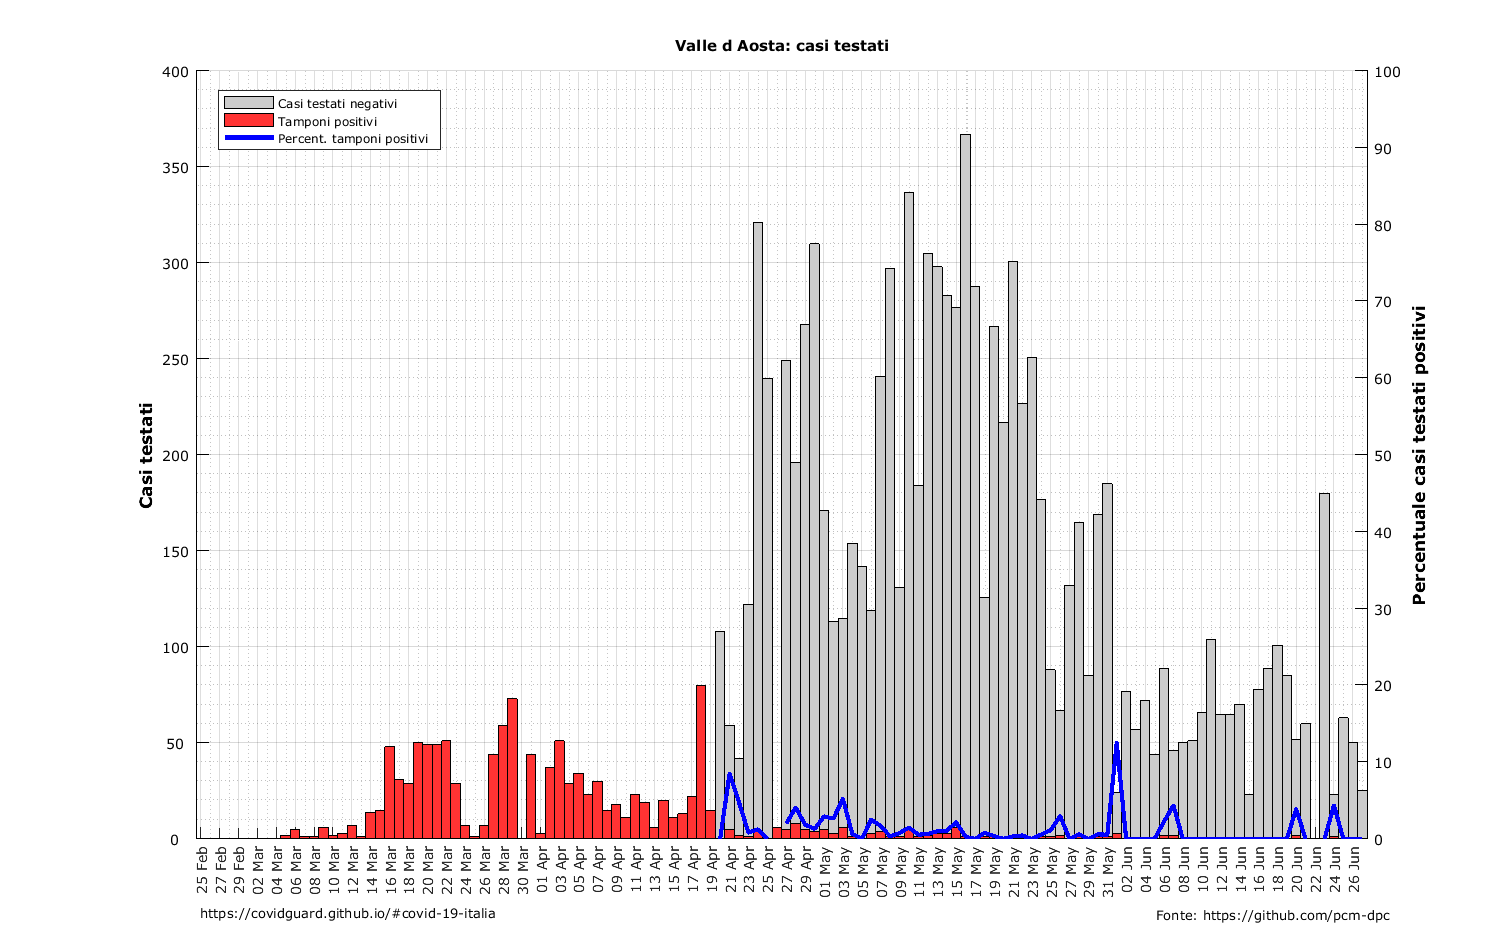 Valle d Aosta: casi testati
Casi testati negativi
Tamponi positivi
Percent. tamponi positivi
Casi testati
400
350
300
250
200
150
100
50
0
Percentuale casi testati positivi
100
90
80
70
60
50
40
30
20
10
0
25 Feb
27 Feb
29 Feb
02 Mar
04 Mar
06 Mar
08 Mar
10 Mar
12 Mar
14 Mar
16 Mar
18 Mar
20 Mar
22 Mar
24 Mar
26 Mar
28 Mar
30 Mar
01 Apr
03 Apr
05 Apr
07 Apr
09 Apr
11 Apr
13 Apr
15 Apr
17 Apr
19 Apr
21 Apr
23 Apr
25 Apr
27 Apr
29 Apr
01 May
03 May
05 May
07 May
09 May
11 May
13 May
15 May
17 May
19 May
21 May
23 May
25 May
27 May
29 May
31 May
02 Jun
04 Jun
06 Jun
08 Jun
10 Jun
12 Jun
14 Jun
16 Jun
18 Jun
20 Jun
22 Jun
24 Jun
26 Jun
https://covidguard.github.io/#covid-19-italia
Fonte: https://github.com/pcm-dpc